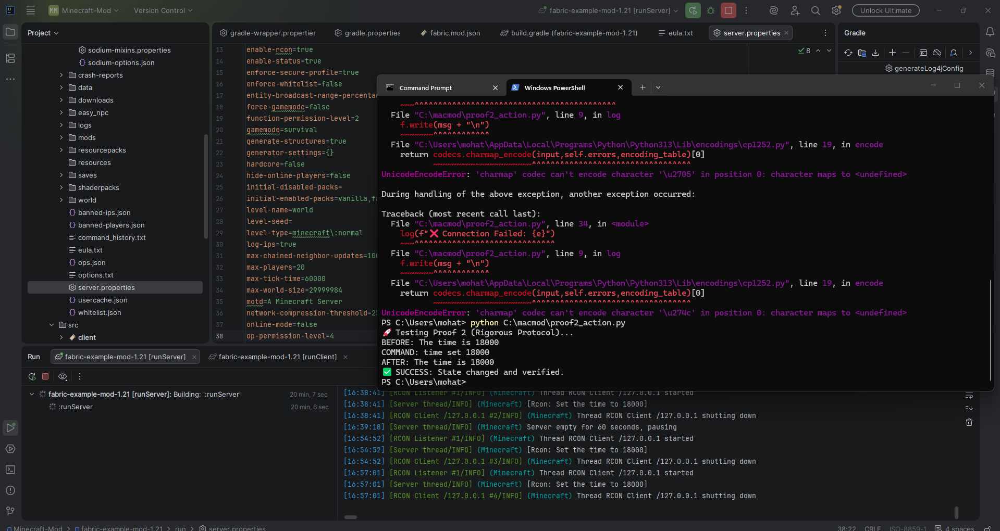 MM Minecraft-Mod
Version Control
fabric-example-mod-1.21 [runServer]
Unlock Ultimate
Project
gradle-wrapper.properties
gradle.properties
fabric.mod.json
build.gradle (fabric-example-mod-1.21)
eula.txt
server.properties
Gradle
sodium-mixins.properties
sodium-options.json
crash-reports
data
downloads
easy_npc
logs
mods
resourcepacks
resources
saves
shaderpacks
world
banned-ips.json
banned-players.json
command_history.txt
eula.txt
ops.json
options.txt
server.properties
usercache.json
whitelist.json
src
client
13 enable-rcon=true
14 enable-status=true
15 enforce-secure-profile=true
16 enforce-whitelist=false
17 entity-broadcast-range-percentag
18 force-gamemode=false
19 function-permission-level=2
20 gamemode=survival
21 generate-structures=true
22 generator-settings={}
23 hardcore=false
24 hide-online-players=false
25 initial-disabled-packs=
26 initial-enabled-packs=vanilla,fa
27 level-name=world
28 level-seed=
29 level-type=minecraft\:normal
30 log-ips=true
31 max-chained-neighbor-updates=100
32 max-players=20
33 max-tick-time=60000
34 max-world-size=29999984
35 motd=A Minecraft Server
36 network-compression-threshold=25
37 online-mode=false
38 op-permission-level=4
8
generateLog4jConfig
Command Prompt
Windows PowerShell
~~~^^^^^^^^^^^^^^^^^^^^^^^^^^^^^^^^^^^^^^^^^^^
File "C:\macmod\proof2_action.py", line 9, in log
f.write(msg + "\n")
~~~~~~~^^^^^^^^^^^^
File "C:\Users\mohat\AppData\Local\Programs\Python\Python313\Lib\encodings\cp1252.py", line 19, in encode
return codecs.charmap_encode(input,self.errors,encoding_table)[0]
~~~~~~~~~~~~~~~~~~~~~^^^^^^^^^^^^^^^^^^^^^^^^^^^^^^^^^^
UnicodeEncodeError: 'charmap' codec can't encode character '\u2705' in position 0: character maps to <undefined>
During handling of the above exception, another exception occurred:
Traceback (most recent call last):
File "C:\macmod\proof2_action.py", line 34, in <module>
log(f"❌ Connection Failed: {e}")
~~~^^^^^^^^^^^^^^^^^^^^^^^^^^^^^^
File "C:\macmod\proof2_action.py", line 9, in log
f.write(msg + "\n")
~~~~~~~^^^^^^^^^^^^
File "C:\Users\mohat\AppData\Local\Programs\Python\Python313\Lib\encodings\cp1252.py", line 19, in encode
return codecs.charmap_encode(input,self.errors,encoding_table)[0]
~~~~~~~~~~~~~~~~~~~~~^^^^^^^^^^^^^^^^^^^^^^^^^^^^^^^^^^
UnicodeEncodeError: 'charmap' codec can't encode character '\u274c' in position 0: character maps to <undefined>
PS C:\Users\mohat> python C:\macmod\proof2_action.py
🚀 Testing Proof 2 (Rigorous Protocol)...
BEFORE: The time is 18000
COMMAND: time set 18000
AFTER: The time is 18000
✅ SUCCESS: State changed and verified.
PS C:\Users\mohat>
Run
fabric-example-mod-1.21 [runServer]
fabric-example-mod-1.21 [runClient]
fabric-example-mod-1.21 [runServer]: Building: ':runServer' 20 min, 7 sec
:runServer 20 min, 6 sec
[16:38:41] [RCON Listener #1/INFO] (Minecraft) Thread RCON Client /127.0.0.1 started
[16:38:41] [Server thread/INFO] (Minecraft) [Rcon: Set the time to 18000]
[16:38:41] [RCON Client /127.0.0.1 #2/INFO] (Minecraft) Thread RCON Client /127.0.0.1 shutting down
[16:39:18] [Server thread/INFO] (Minecraft) Server empty for 60 seconds, pausing
[16:54:52] [RCON Listener #1/INFO] (Minecraft) Thread RCON Client /127.0.0.1 started
[16:54:52] [Server thread/INFO] (Minecraft) [Rcon: Set the time to 18000]
[16:54:52] [RCON Client /127.0.0.1 #3/INFO] (Minecraft) Thread RCON Client /127.0.0.1 shutting down
[16:57:01] [RCON Listener #1/INFO] (Minecraft) Thread RCON Client /127.0.0.1 started
[16:57:01] [Server thread/INFO] (Minecraft) [Rcon: Set the time to 18000]
[16:57:01] [RCON Client /127.0.0.1 #4/INFO] (Minecraft) Thread RCON Client /127.0.0.1 shutting down
Minecraft-Mod > fabric-example-mod-1.21 > run > server.properties
38:22 CRLF ISO-8859-1 4 spaces